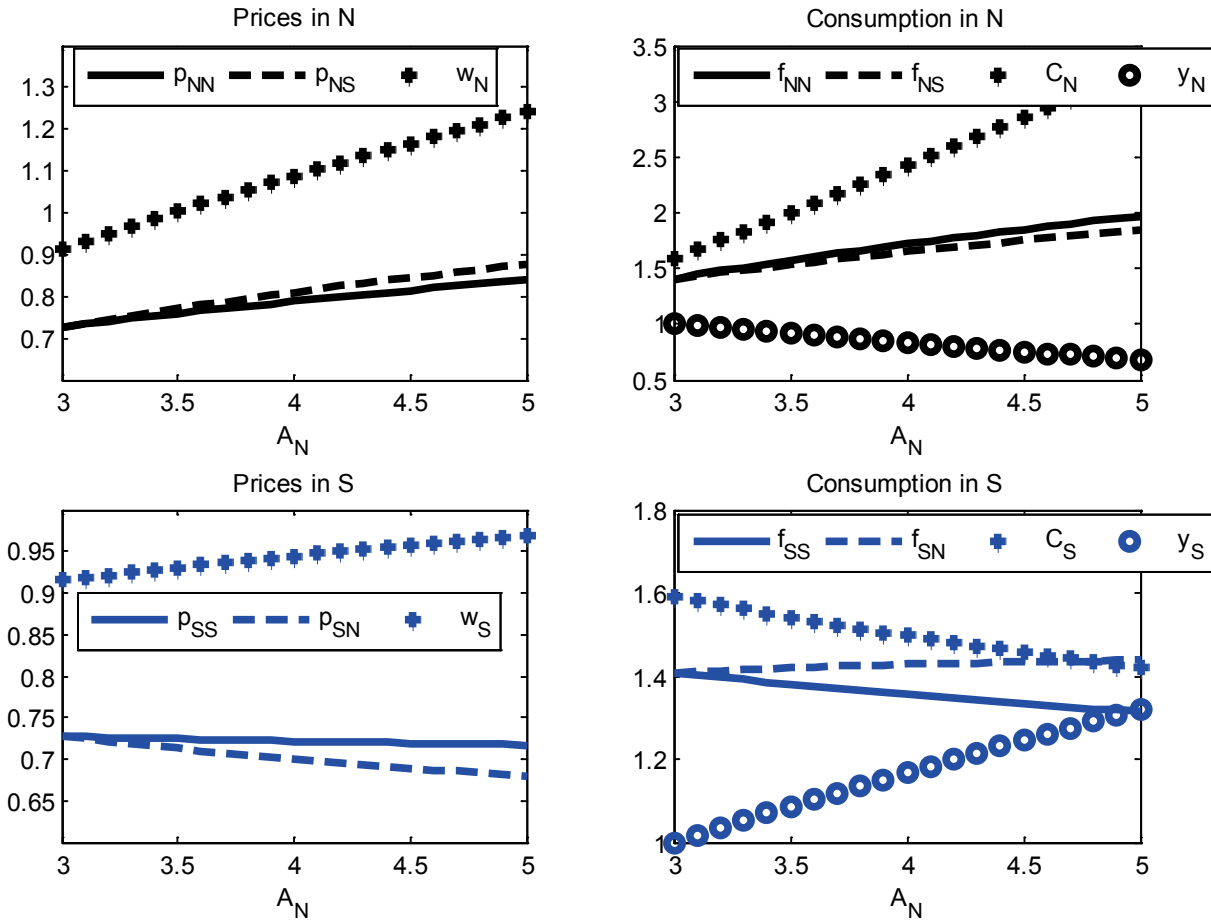 Prices in N
p_NN p_NS w_N
1.3
1.2
1.1
1
0.9
0.8
0.7
3 3.5 4 4.5 5
A_N
Consumption in N
3.5
f_NN f_NS C_N y_N
3
2.5
2
1.5
1
0.5
3 3.5 4 4.5 5
A_N
Prices in S
0.95
0.9
p_SS p_SN w_S
0.85
0.8
0.75
0.7
0.65
3 3.5 4 4.5 5
A_N
Consumption in S
1.8
f_SS f_SN C_S y_S
1.6
1.4
1.2
1
3 3.5 4 4.5 5
A_N